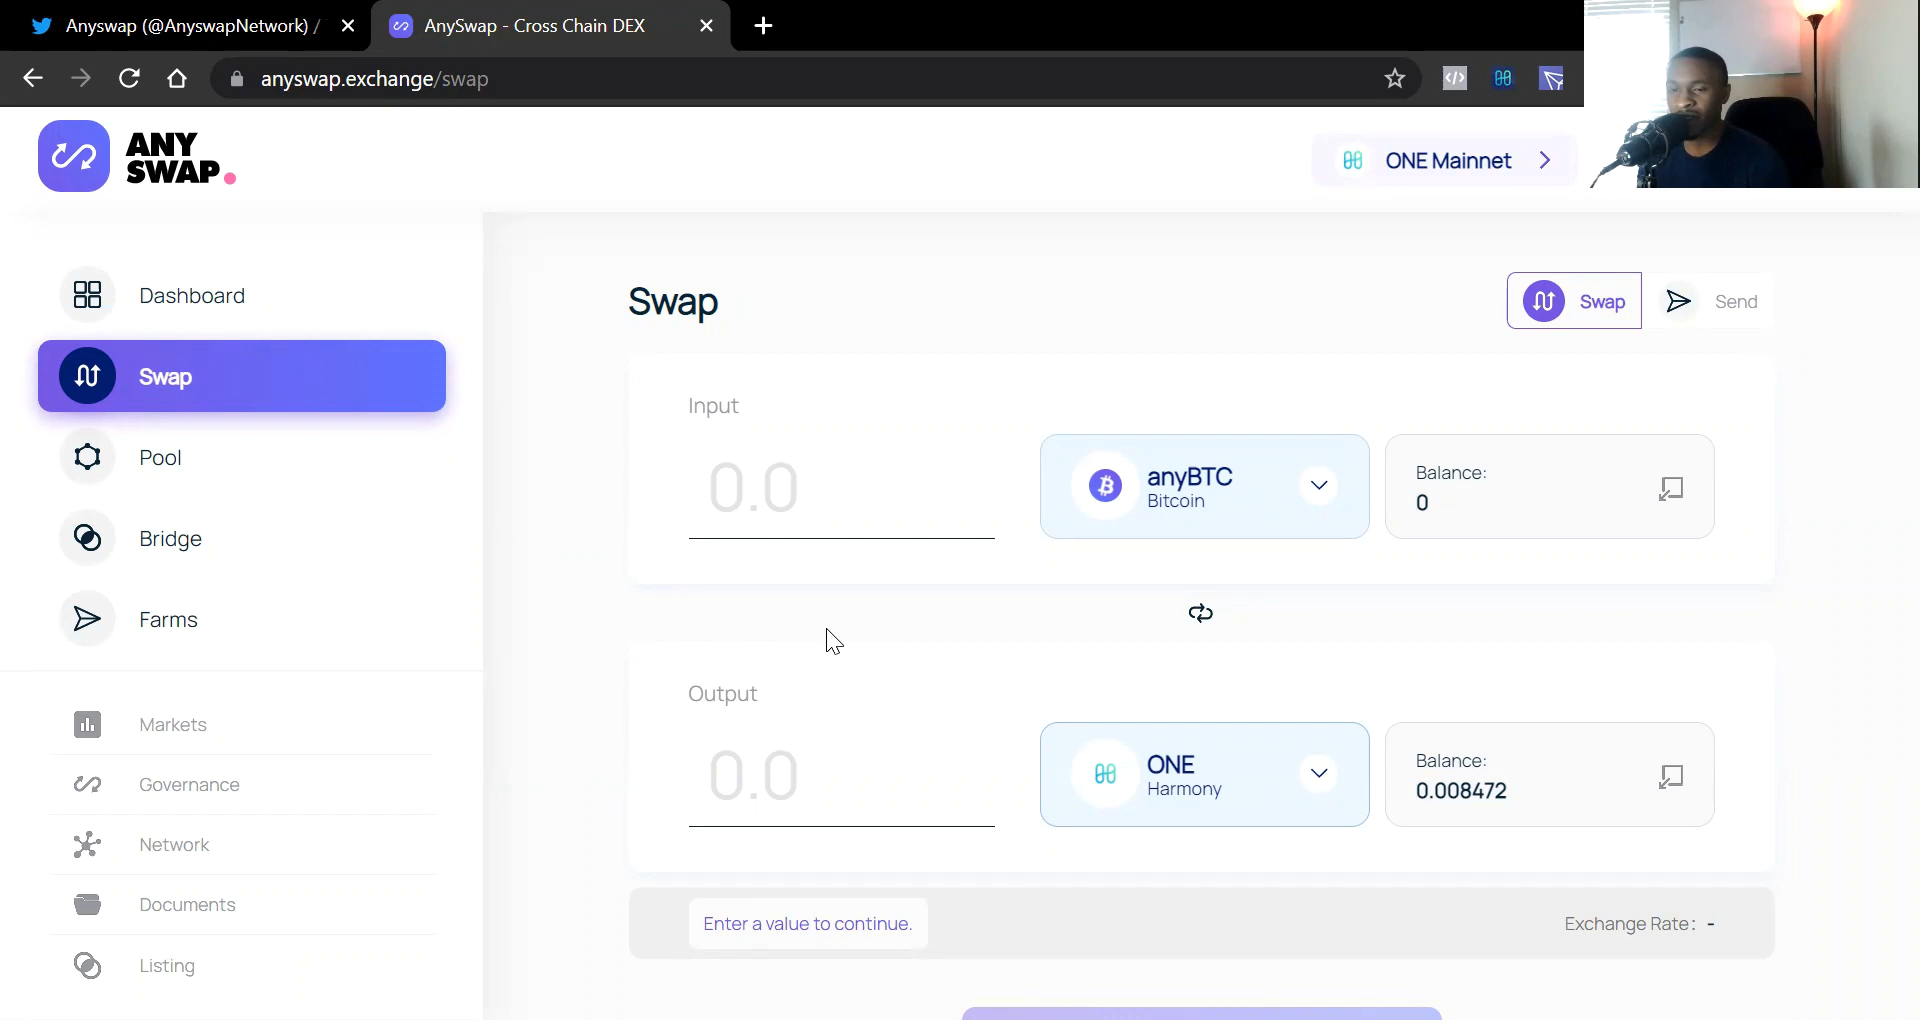 Anyswap (@AnyswapNetwork) /
AnySwap - Cross Chain DEX
anyswap.exchange/swap
ANY
SWAP.
ONE Mainnet
Dashboard
Swap
Pool
Bridge
Farms
Markets
Governance
Network
Documents
Listing
Swap
Swap
Send
Input
0.0
anyBTC
Bitcoin
Balance:
0
Output
0.0
ONE
Harmony
Balance:
0.008472
Enter a value to continue.
Exchange Rate: -